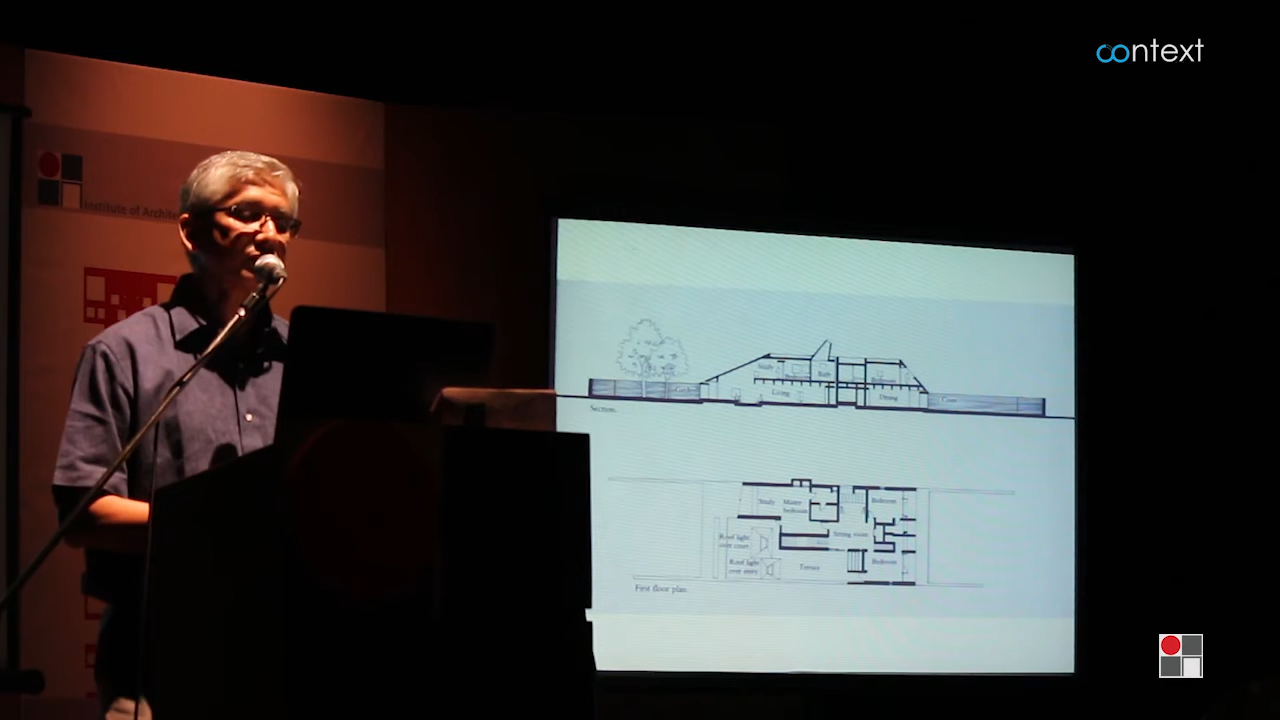 context
Institute of Archite
Study
Bath
Living
Dining
Court
Section.
Study
Master
bedroom
Bedroom
Sitting room
Roof light
over court
Roof light
over stairs
Terrace
Bedroom
First floor plan.